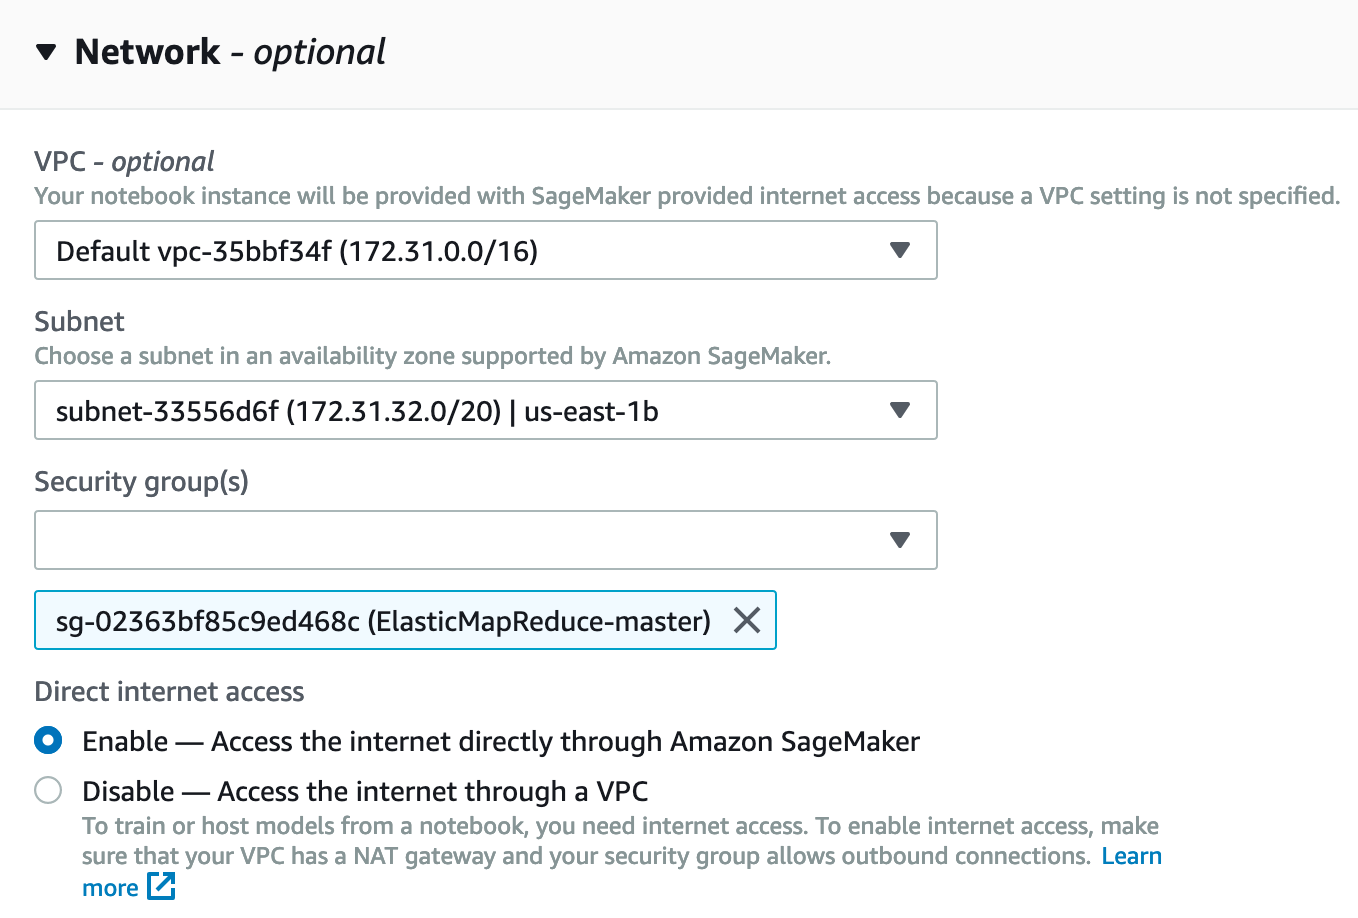 Network - optional
VPC - optional
Your notebook instance will be provided with SageMaker provided internet access because a VPC setting is not specified.
Default vpc-35bbf34f (172.31.0.0/16)
Subnet
Choose a subnet in an availability zone supported by Amazon SageMaker.
subnet-33556d6f (172.31.32.0/20) | us-east-1b
Security group(s)
sg-02363bf85c9ed468c (ElasticMapReduce-master)
Direct internet access
Enable — Access the internet directly through Amazon SageMaker
Disable — Access the internet through a VPC
To train or host models from a notebook, you need internet access. To enable internet access, make
sure that your VPC has a NAT gateway and your security group allows outbound connections. Learn
more